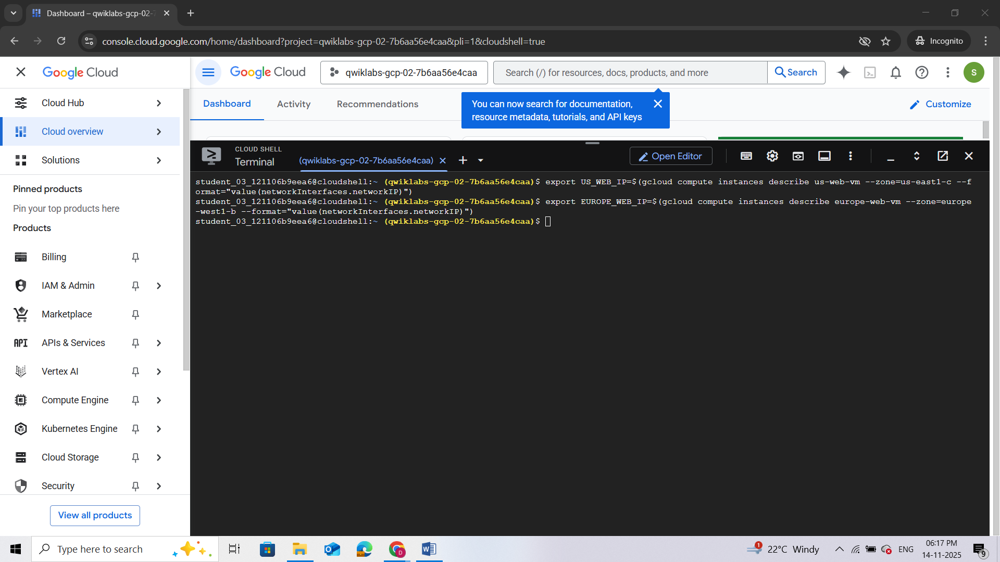 Dashboard – qwiklabs-gcp-02-
console.cloud.google.com/home/dashboard?project=qwiklabs-gcp-02-7b6aa56e4caa&pli=1&cloudshell=true
Incognito
Google Cloud
Google Cloud
qwiklabs-gcp-02-7b6aa56e4caa
Search (/) for resources, docs, products, and more
Search
S
Cloud Hub
Cloud overview
Solutions
Pinned products
Pin your top products here
Products
Billing
IAM & Admin
Marketplace
API
APIs & Services
Vertex AI
Compute Engine
Kubernetes Engine
Cloud Storage
Security
View all products
Dashboard
Activity
Recommendations
You can now search for documentation,
resource metadata, tutorials, and API keys
Customize
CLOUD SHELL
Terminal
(qwiklabs-gcp-02-7b6aa56e4caa)
Open Editor
student_03_121106b9eea6@cloudshell:~ (qwiklabs-gcp-02-7b6aa56e4caa)$ export US_WEB_IP=$(gcloud compute instances describe us-web-vm --zone=us-east1-c --f
ormat="value(networkInterfaces.networkIP)")
student_03_121106b9eea6@cloudshell:~ (qwiklabs-gcp-02-7b6aa56e4caa)$ export EUROPE_WEB_IP=$(gcloud compute instances describe europe-web-vm --zone=europe
-west1-b --format="value(networkInterfaces.networkIP)")
student_03_121106b9eea6@cloudshell:~ (qwiklabs-gcp-02-7b6aa56e4caa)$
Type here to search
D
W
1
22°C Windy
ENG
06:17 PM
14-11-2025
9